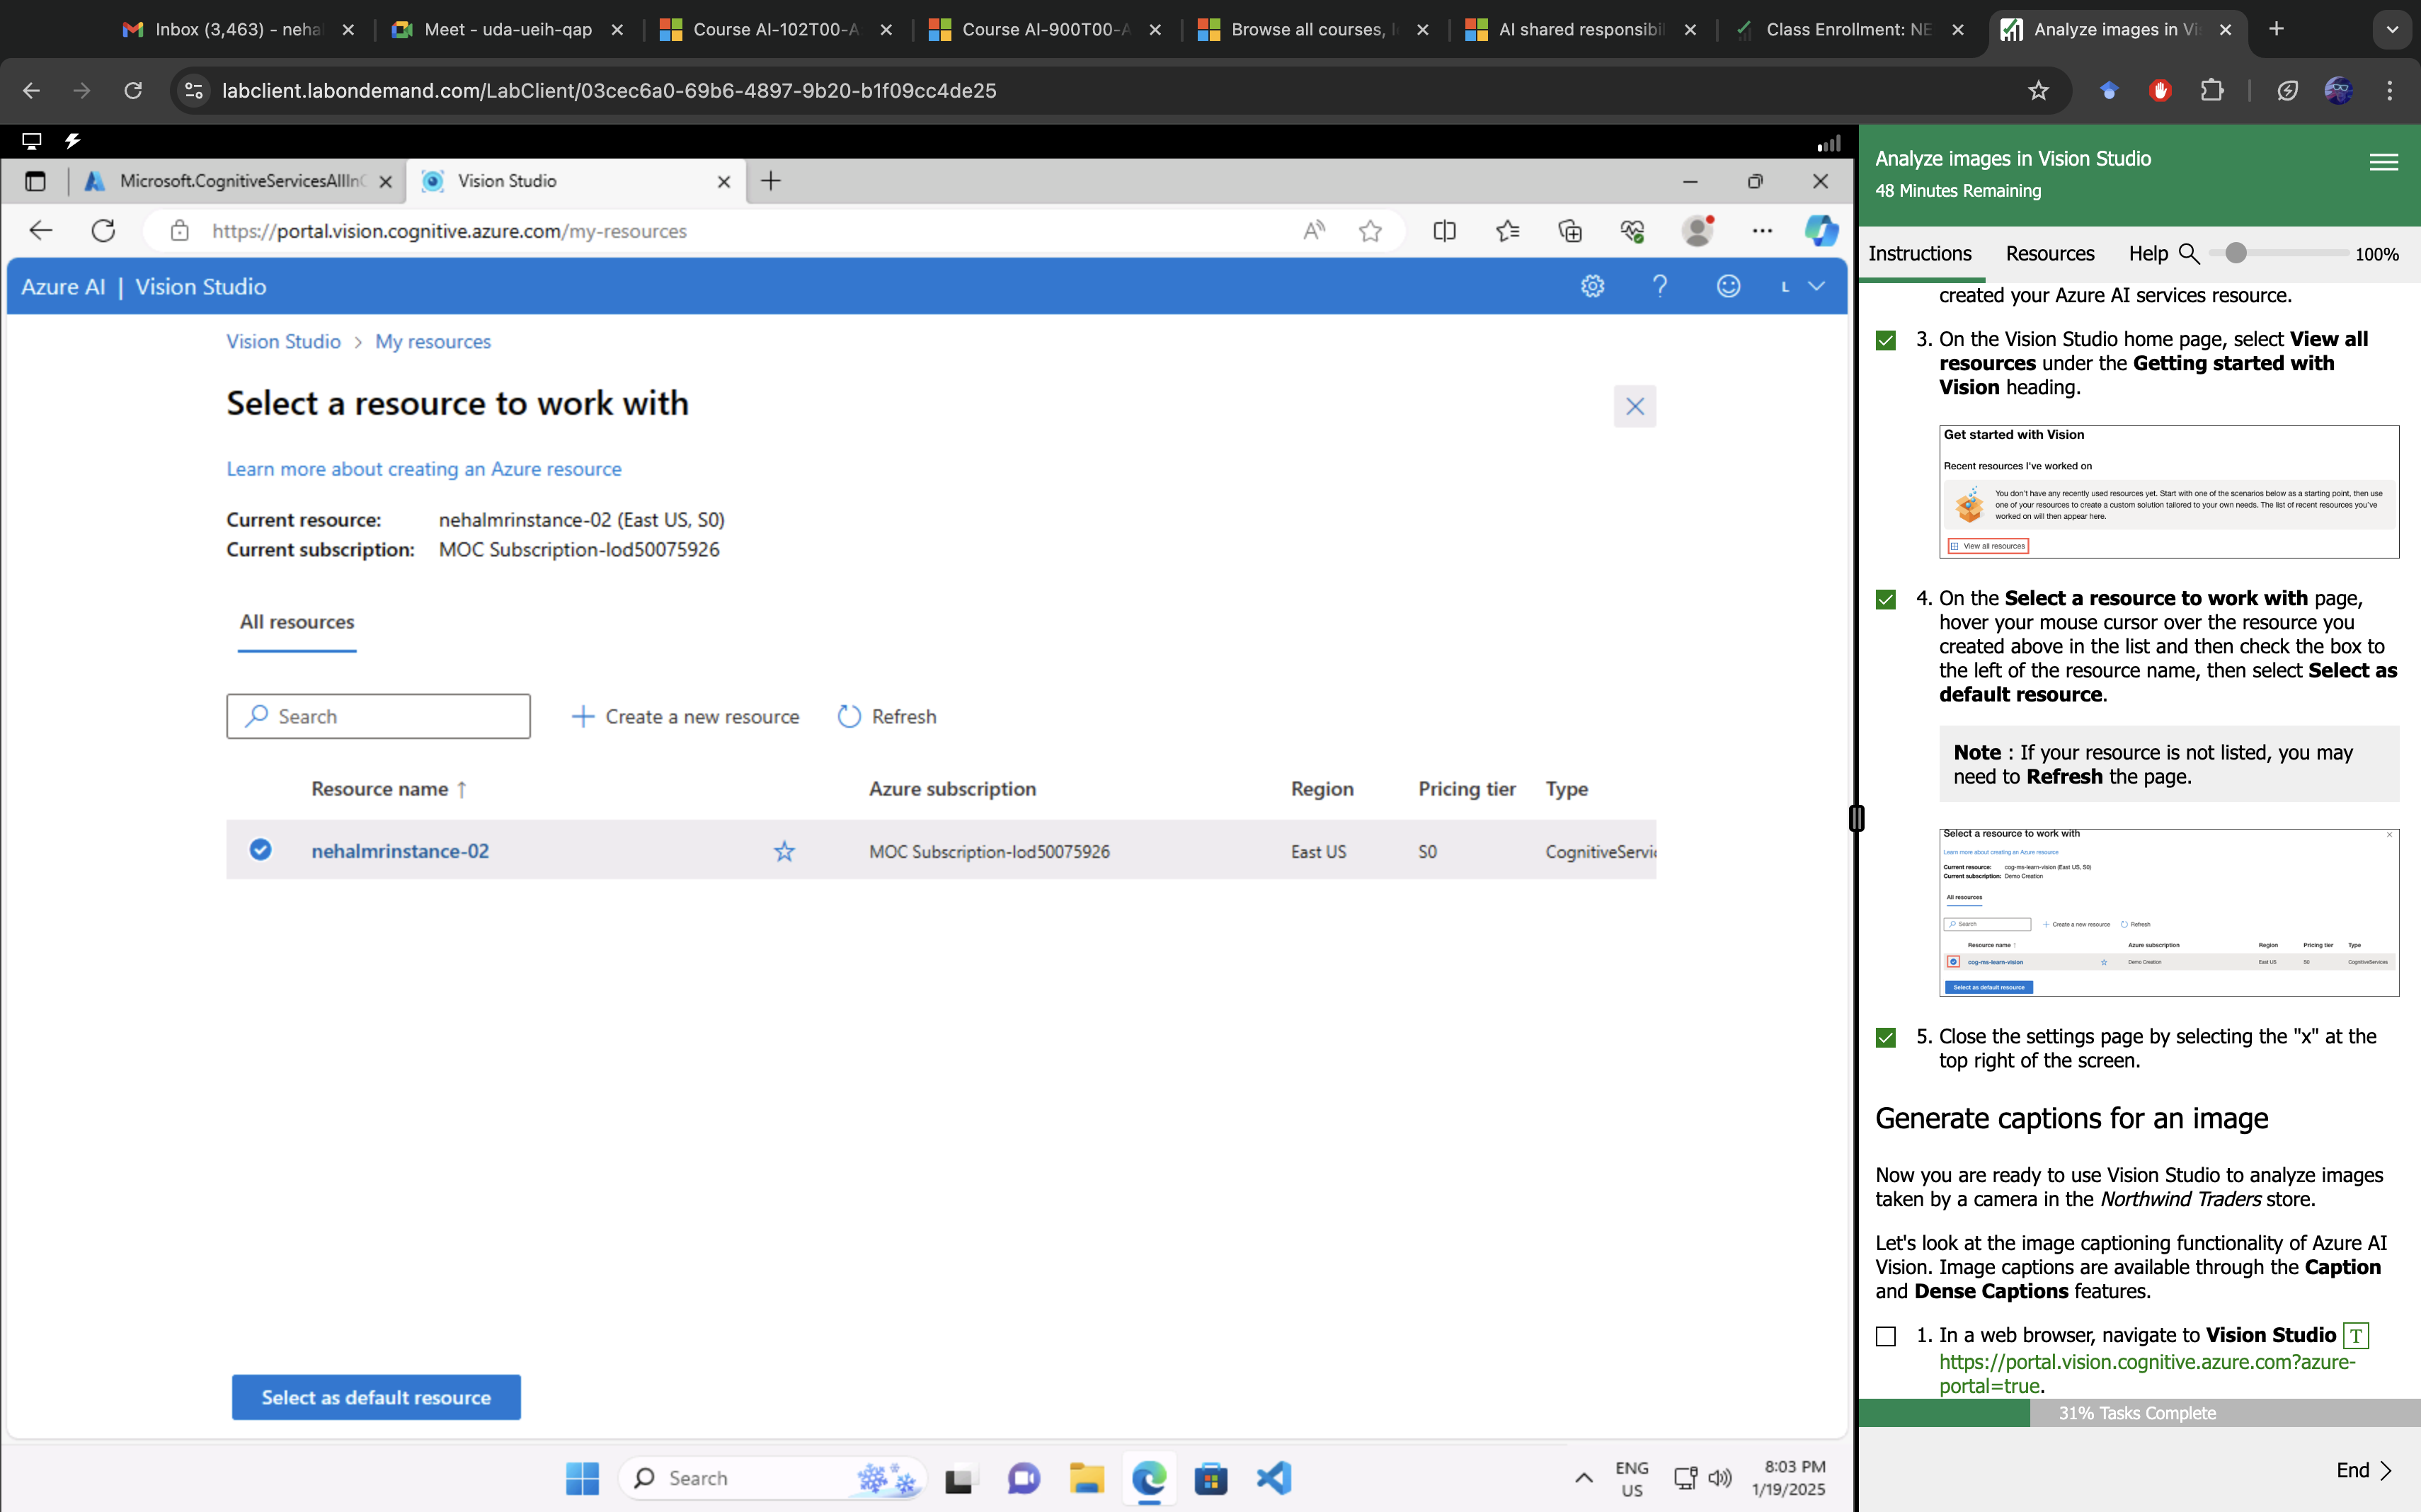 Inbox (3,463) - neha
Meet - uda-ueih-qap
Course AI-102T00-A
Course AI-900T00-A
Browse all courses, l
AI shared responsibil
Class Enrollment: NE
Analyze images in Vi
labclient.labondemand.com/LabClient/03cec6a0-69b6-4897-9b20-b1f09cc4de25
Microsoft.CognitiveServicesAllInO
Vision Studio
https://portal.vision.cognitive.azure.com/my-resources
Azure AI | Vision Studio
L
Vision Studio > My resources
Select a resource to work with
Learn more about creating an Azure resource
Current resource: nehalmrinstance-02 (East US, S0)
Current subscription: MOC Subscription-lod50075926
All resources
Search
Create a new resource
Refresh
Resource name ↑ Azure subscription Region Pricing tier Type
nehalmrinstance-02 MOC Subscription-lod50075926 East US S0 CognitiveServic
Select as default resource
Search
ENG
US
8:03 PM
1/19/2025
Analyze images in Vision Studio
48 Minutes Remaining
Instructions Resources Help 100%
created your Azure AI services resource.
3. On the Vision Studio home page, select View all
resources under the Getting started with
Vision heading.
Get started with Vision
Recent resources I've worked on
You don't have any recently used resources yet. Start with one of the scenarios below as a starting point, then use
one of your resources to create a custom solution tailored to your own needs. The list of recent resources you've
worked on will then appear here.
View all resources
4. On the Select a resource to work with page,
hover your mouse cursor over the resource you
created above in the list and then check the box to
the left of the resource name, then select Select as
default resource.
Note : If your resource is not listed, you may
need to Refresh the page.
Select a resource to work with
Learn more about creating an Azure resource
Current resource: cog-ms-learn-vision (East US, S0)
Current subscription: Demo Creation
All resources
Search
Create a new resource
Refresh
Resource name ↑ Azure subscription Region Pricing tier Type
cog-ms-learn-vision Demo Creation East US S0 CognitiveServices
Select as default resource
5. Close the settings page by selecting the "x" at the
top right of the screen.
Generate captions for an image
Now you are ready to use Vision Studio to analyze images
taken by a camera in the Northwind Traders store.
Let's look at the image captioning functionality of Azure AI
Vision. Image captions are available through the Caption
and Dense Captions features.
1. In a web browser, navigate to Vision Studio T
https://portal.vision.cognitive.azure.com?azure-
portal=true.
31% Tasks Complete
End